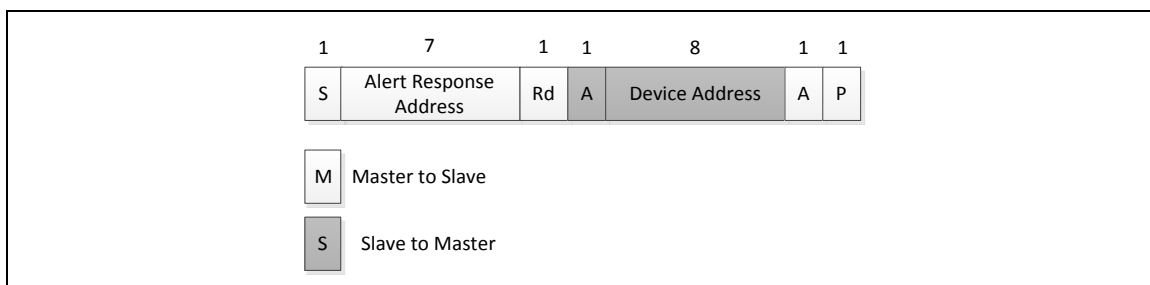 1 7 1 1 8 1 1
S Alert Response Address Rd A Device Address A P
M Master to Slave
S Slave to Master